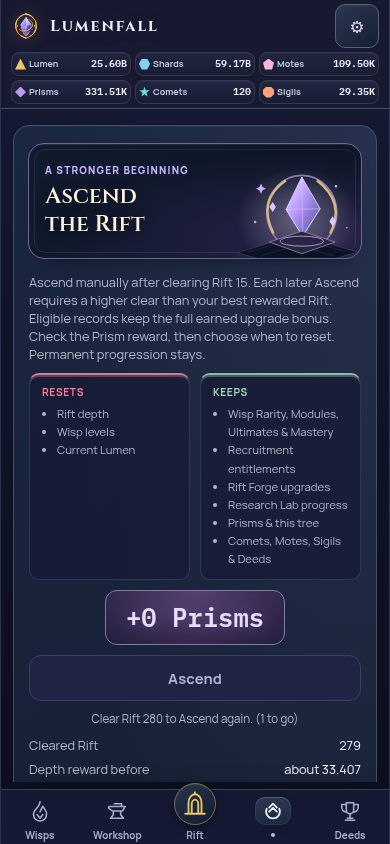 LUMENFALL
Lumen 25.60B
Shards 59.17B
Motes 109.50K
Prisms 331.51K
Comets 120
Sigils 29.35K
A STRONGER BEGINNING
ASCEND
THE RIFT
Ascend manually after clearing Rift 15. Each later Ascend
requires a higher clear than your best rewarded Rift.
Eligible records keep the full earned upgrade bonus.
Check the Prism reward, then choose when to reset.
Permanent progression stays.
RESETS
• Rift depth
• Wisp levels
• Current Lumen
KEEPS
• Wisp Rarity, Modules,
Ultimates & Mastery
• Recruitment
entitlements
• Rift Forge upgrades
• Research Lab progress
• Prisms & this tree
• Comets, Motes, Sigils
& Deeds
+0 Prisms
Ascend
Clear Rift 280 to Ascend again. (1 to go)
Cleared Rift 279
Depth reward before about 33.407
Wisps
Workshop
Rift
Deeds